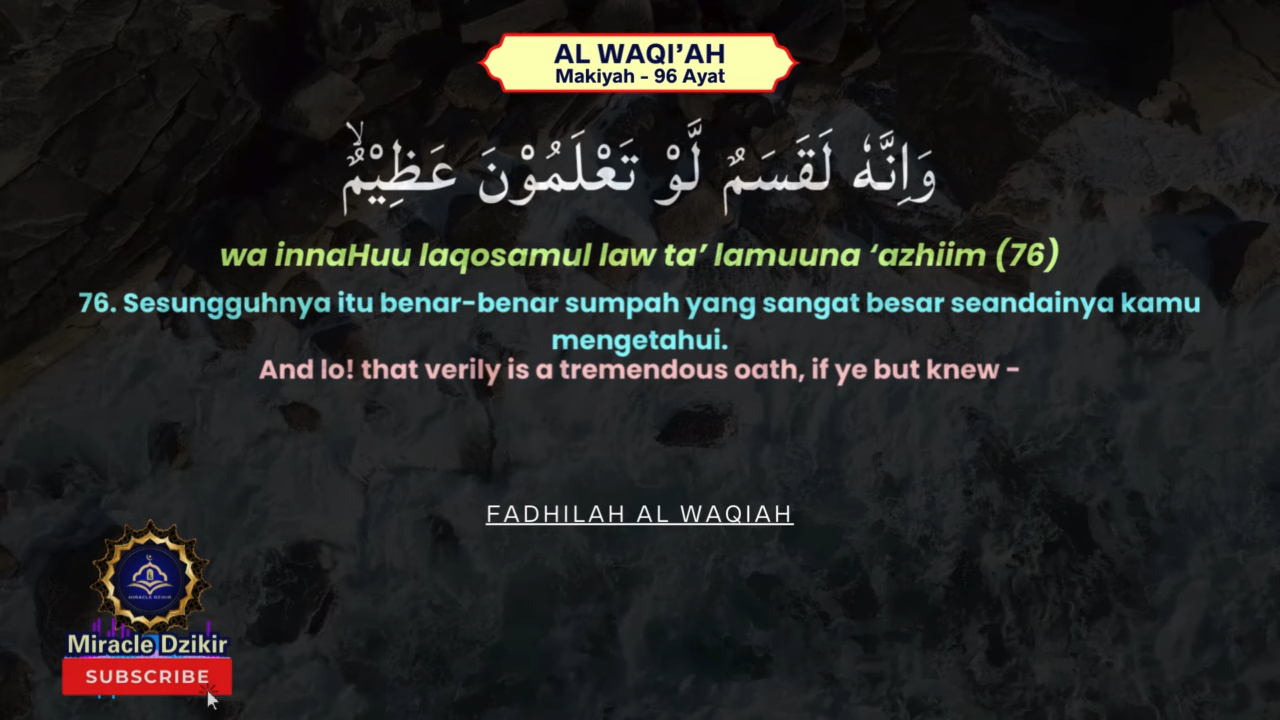 AL WAQI’AH
Makiyah - 96 Ayat
وَاِنَّهٗ لَقَسَمٌ لَّوْ تَعْلَمُوْنَ عَظِيْمٌۙ
wa innaHuu laqosamul law ta’ lamuuna ‘azhiim (76)
76. Sesungguhnya itu benar-benar sumpah yang sangat besar seandainya kamu
mengetahui.
And lo! that verily is a tremendous oath, if ye but knew -
FADHILAH AL WAQIAH
MIRACLE DZIKIR
Miracle Dzikir
SUBSCRIBE